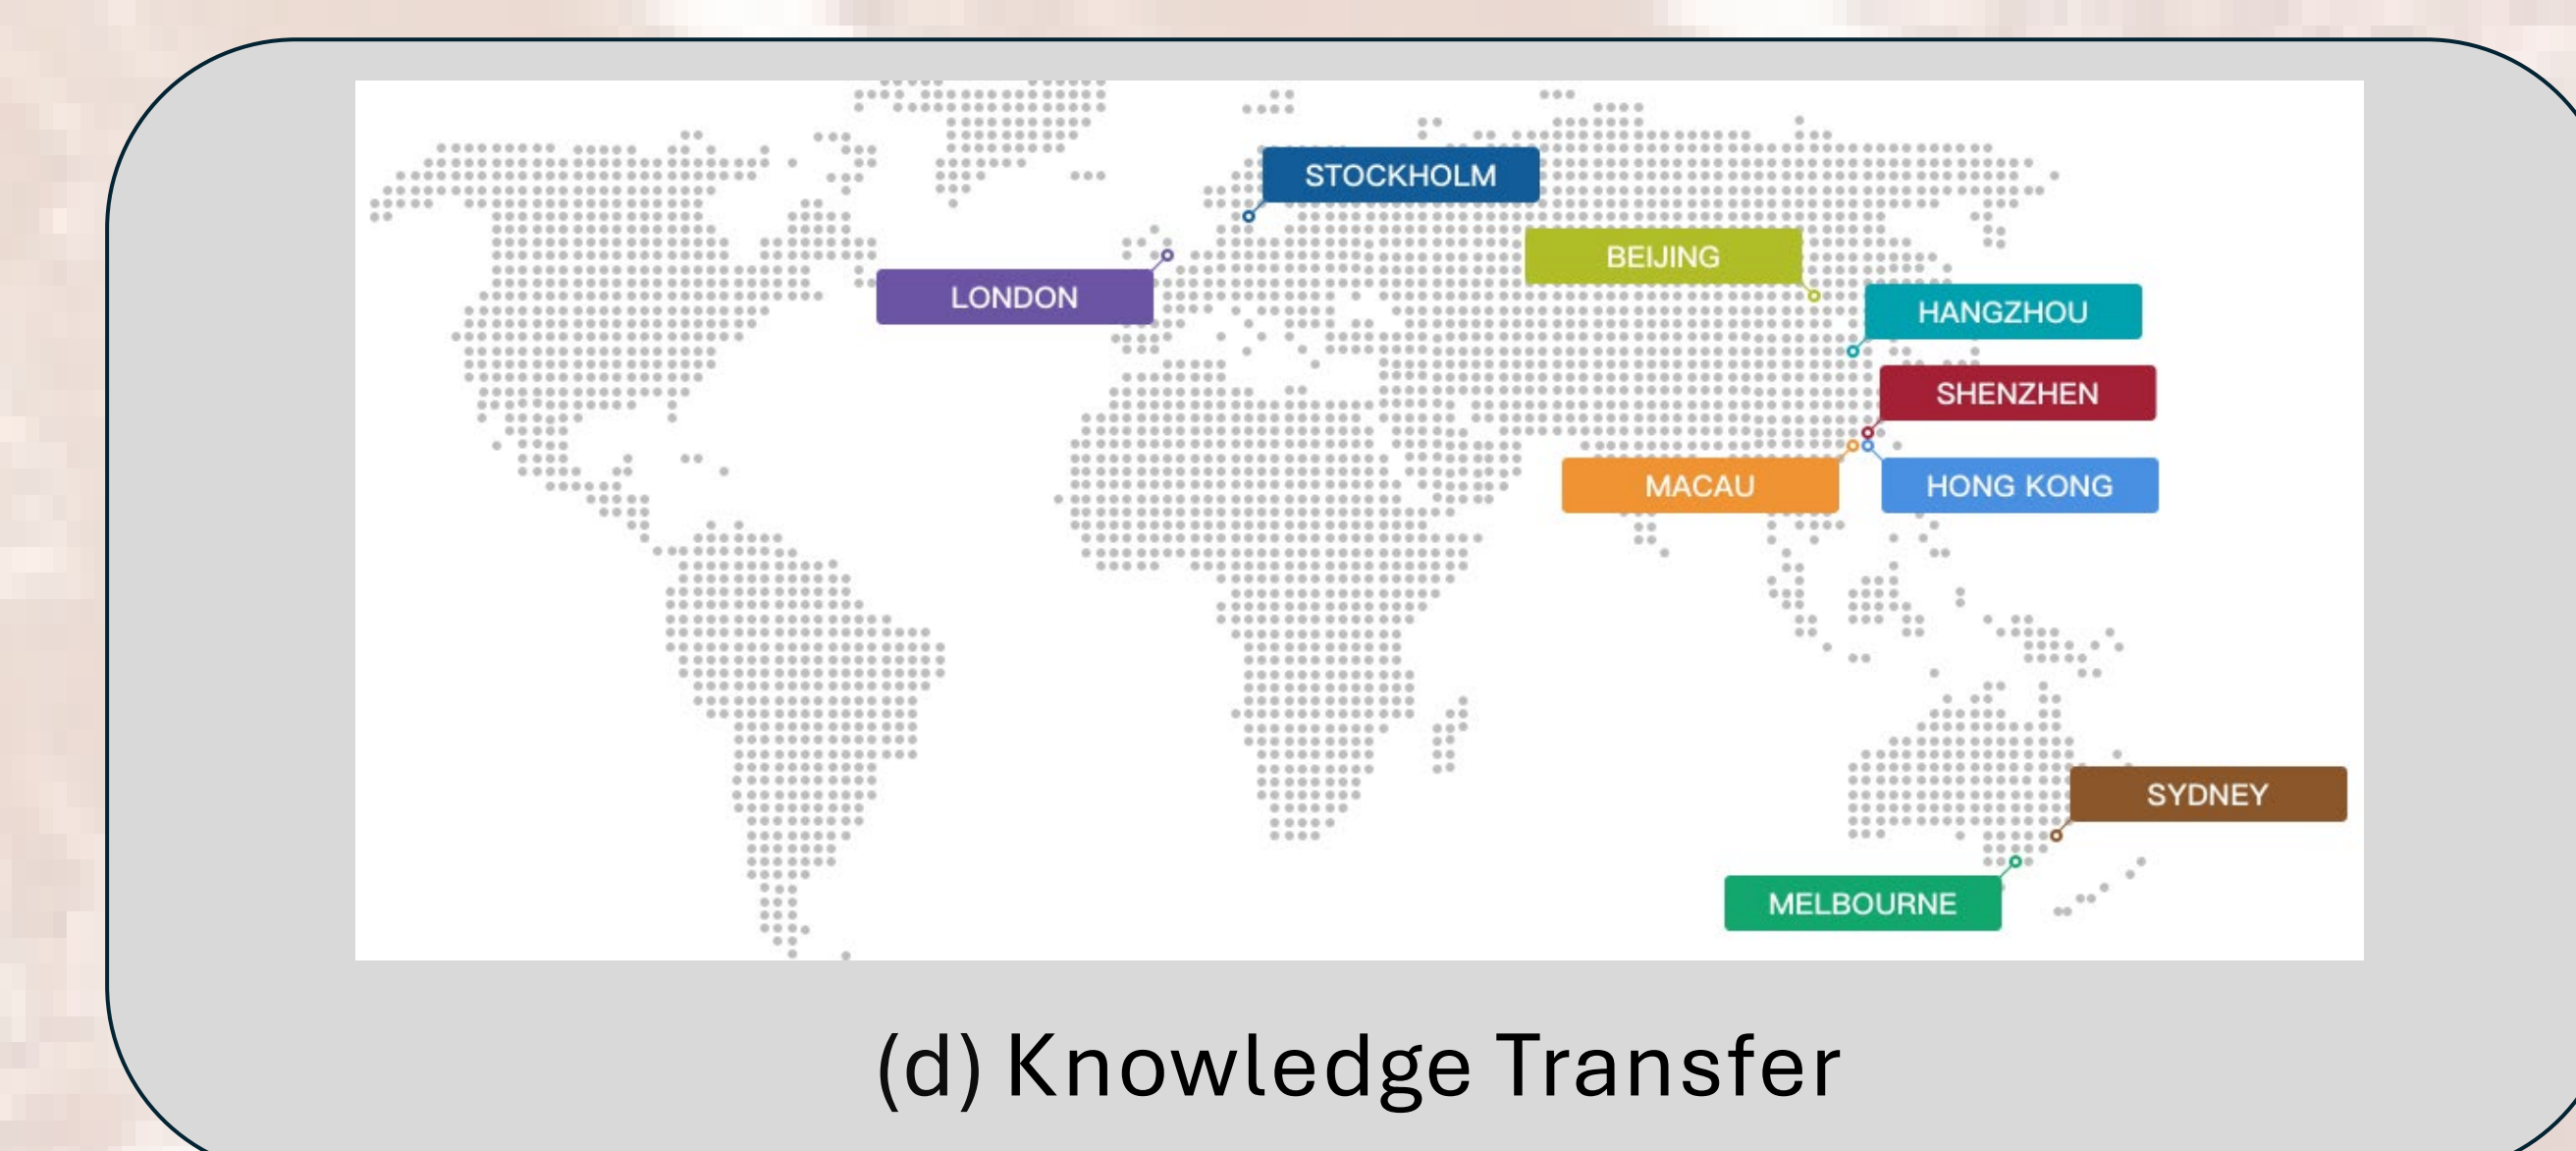 STOCKHOLM
BEIJING
LONDON
HANGZHOU
SHENZHEN
MACAU
HONG KONG
SYDNEY
MELBOURNE
(d) Knowledge Transfer